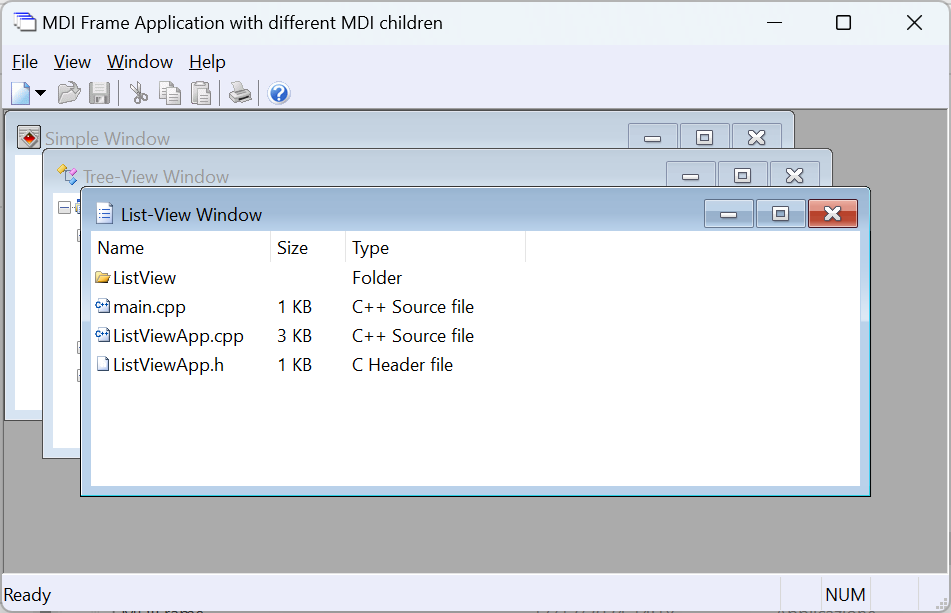 MDI Frame Application with different MDI children
File View Window Help
Simple Window
Tree-View Window
List-View Window
Name Size Type
ListView Folder
main.cpp 1 KB C++ Source file
ListViewApp.cpp 3 KB C++ Source file
ListViewApp.h 1 KB C Header file
Ready NUM